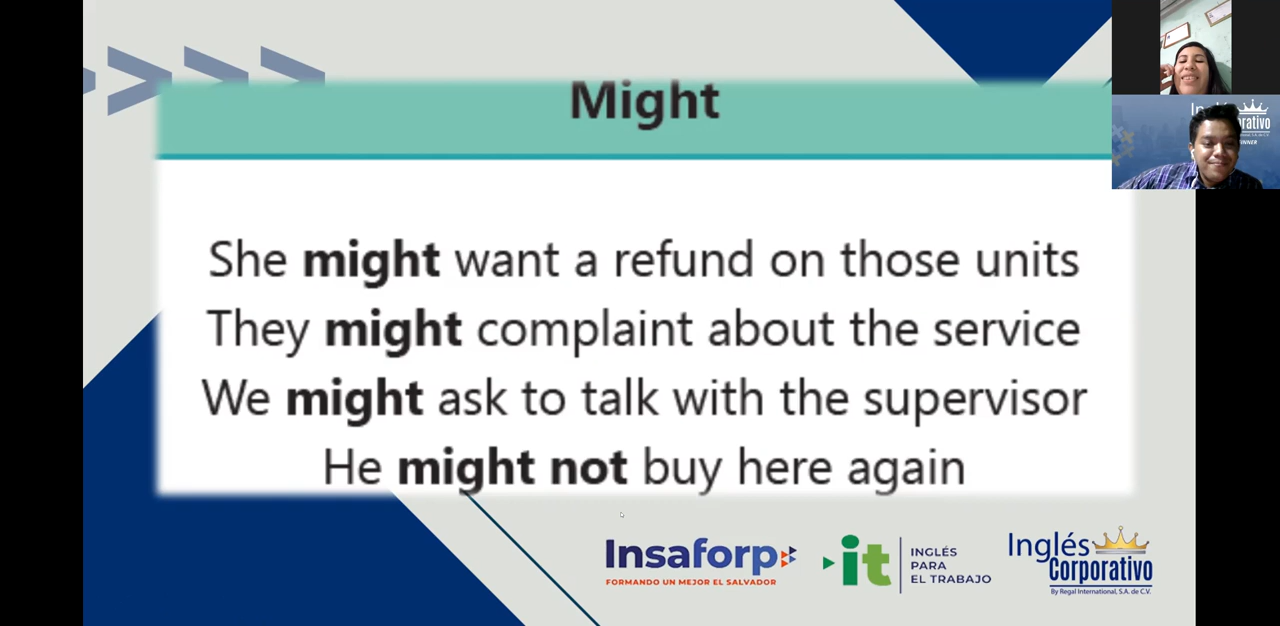 Might
She might want a refund on those units
They might complaint about the service
We might ask to talk with the supervisor
He might not buy here again
Insaforp
FORMANDO UN MEJOR EL SALVADOR
it
INGLÉS
PARA
EL TRABAJO
Inglés
Corporativo
By Regal International, S.A. de C.V.